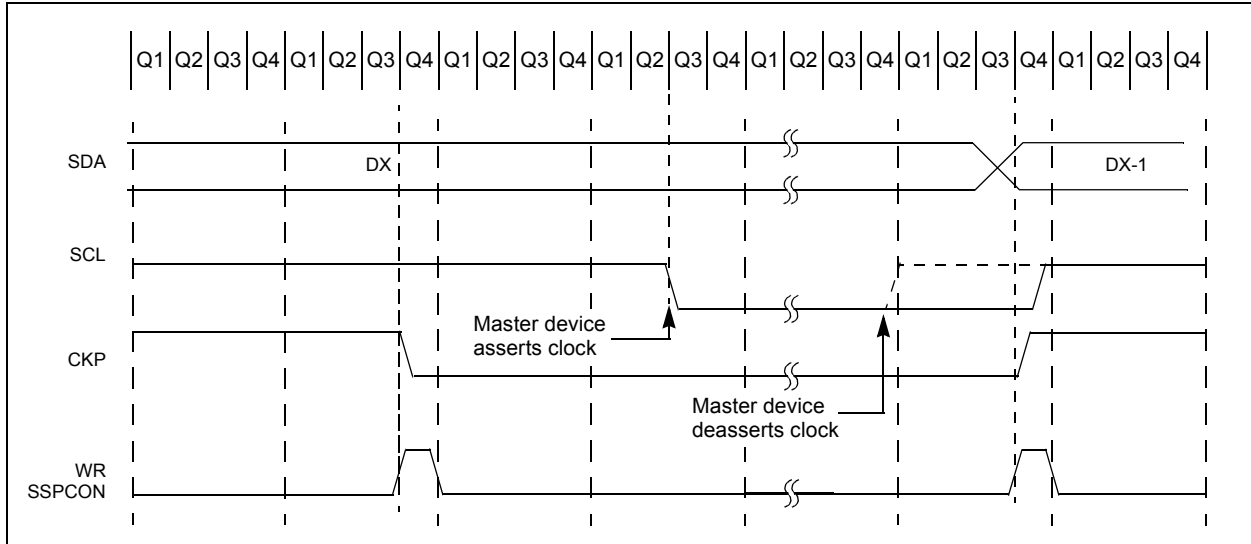 Q1 Q2 Q3 Q4 Q1 Q2 Q3 Q4 Q1 Q2 Q3 Q4 Q1 Q2 Q3 Q4 Q1 Q2 Q3 Q4 Q1 Q2 Q3 Q4 Q1 Q2 Q3 Q4
SDA
DX
DX-1
SCL
Master device
asserts clock
CKP
Master device
deasserts clock
WR
SSPCON